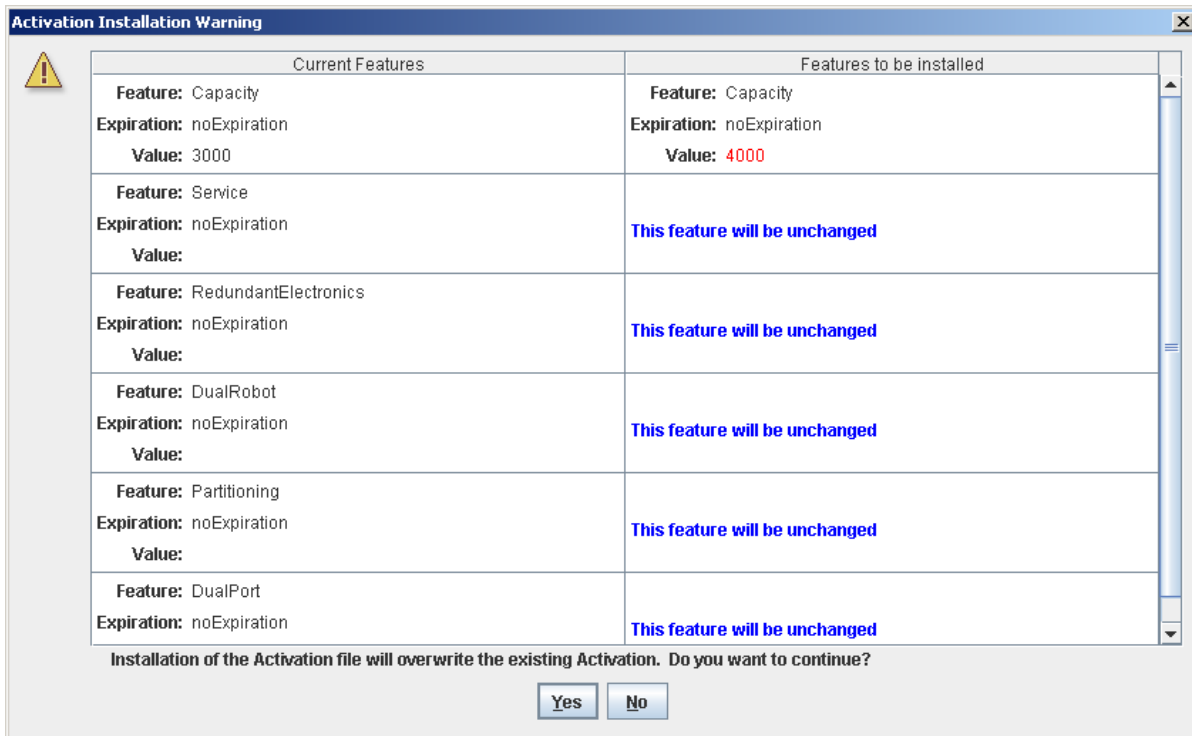 Activation Installation Warning
Current Features Features to be installed
Feature: Capacity Feature: Capacity
Expiration: noExpiration Expiration: noExpiration
Value: 3000 Value: 4000
Feature: Service
Expiration: noExpiration
This feature will be unchanged
Value:
Feature: RedundantElectronics
Expiration: noExpiration
This feature will be unchanged
Value:
Feature: DualRobot
Expiration: noExpiration
This feature will be unchanged
Value:
Feature: Partitioning
Expiration: noExpiration
This feature will be unchanged
Value:
Feature: DualPort
Expiration: noExpiration
This feature will be unchanged
Installation of the Activation file will overwrite the existing Activation. Do you want to continue?
Yes No